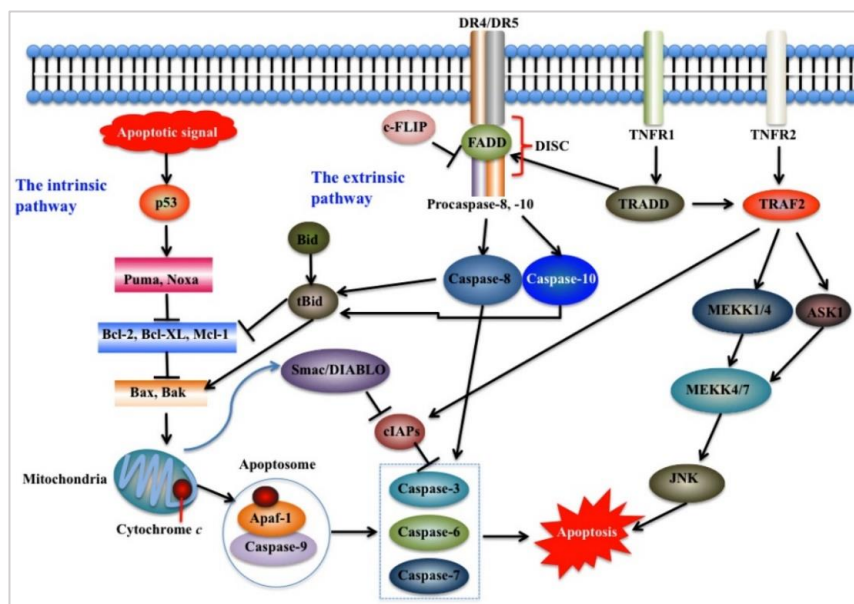 DR4/DR5
Apoptotic signal
c-FLIP
FADD
DISC
TNFR1
TNFR2
The intrinsic
pathway
The extrinsic
pathway
p53
Procaspase-8, -10
TRADD
TRAF2
Bid
Puma, Noxa
Caspase-8
Caspase-10
tBid
MEKK1/4
ASK1
Bcl-2, Bcl-XL, Mcl-1
Smac/DIABLO
MEKK4/7
Bax, Bak
cIAPs
Mitochondria
Apoptosome
Caspase-3
JNK
Cytochrome c
Apaf-1
Caspase-9
Caspase-6
Apoptosis
Caspase-7